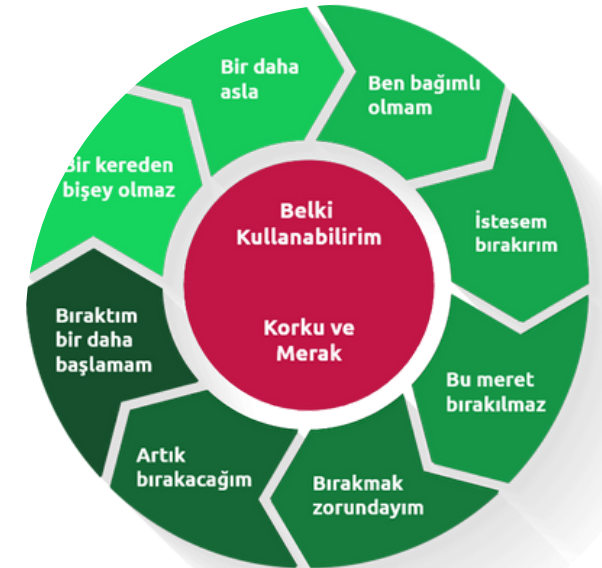 Bir daha
asla
Ben bağımlı
olmam
İstesem
bırakırım
Bu meret
bırakılmaz
Bırakmak
zorundayım
Artık
bırakacağım
Bıraktım
bir daha
başlamam
Bir kereden
bişey olmaz
Belki
Kullanabilirim
Korku ve
Merak